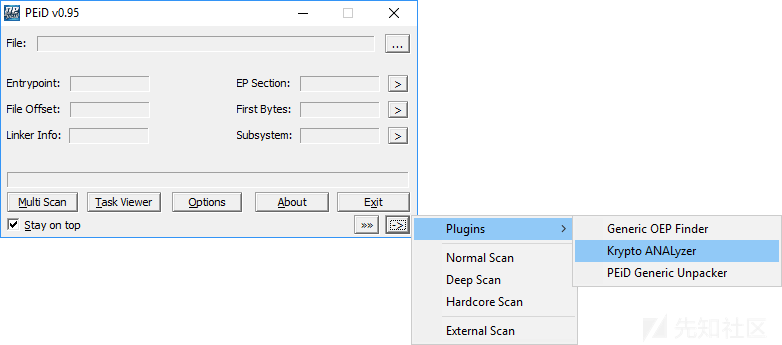 PEiD v0.95
File:
...
Entrypoint:
EP Section:
>
File Offset:
First Bytes:
>
Linker Info:
Subsystem:
>
Multi Scan
Task Viewer
Options
About
Exit
Stay on top
»»
->
Plugins
Normal Scan
Deep Scan
Hardcore Scan
External Scan
Generic OEP Finder
Krypto ANALyzer
PEiD Generic Unpacker
先知社区